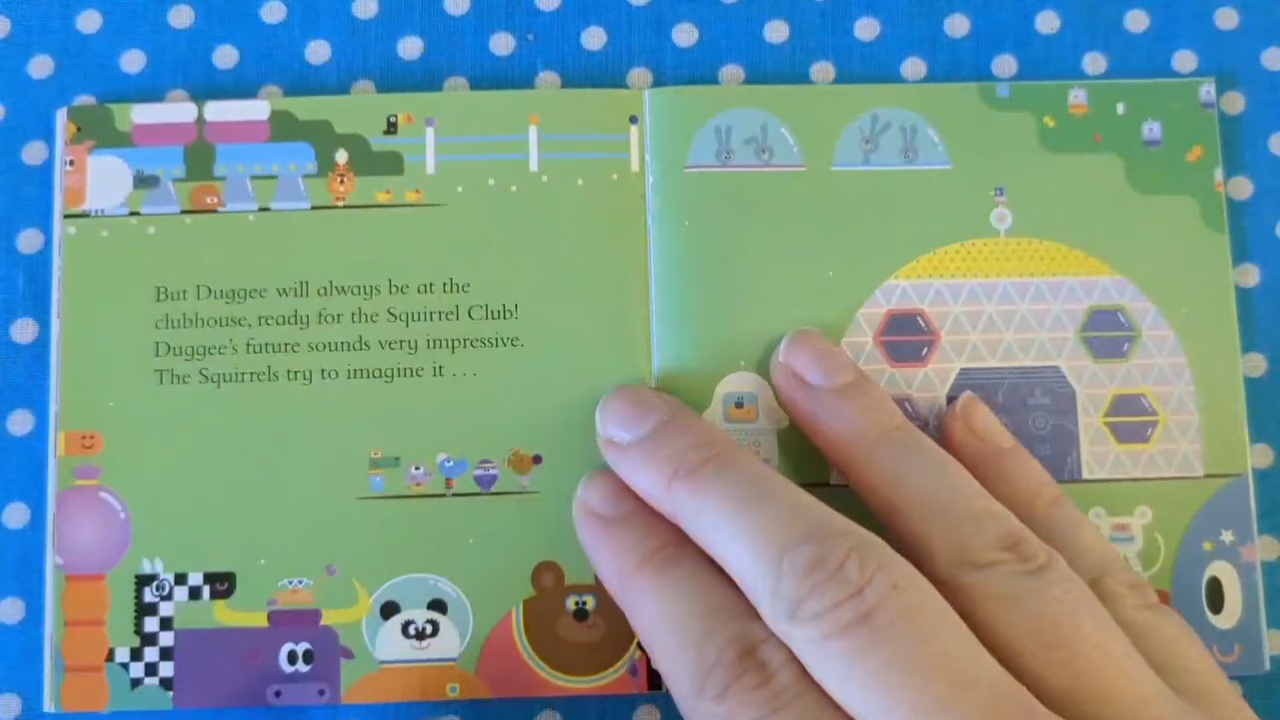 But Duggee will always be at the
clubhouse, ready for the Squirrel Club!
Duggee's future sounds very impressive.
The Squirrels try to imagine it . . .